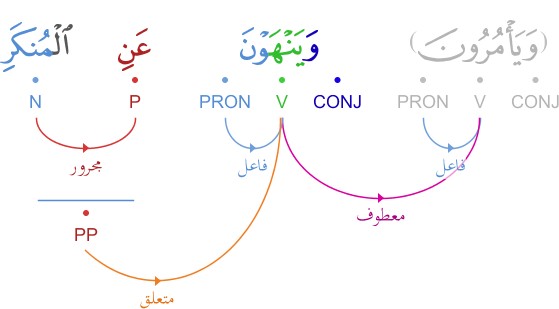 (وَيَأْمُرُونَ) وَيَنْهَوْنَ عَنِ ٱلْمُنكَرِ
CONJ V PRON CONJ V PRON P N
فاعل فاعل مجرور
معطوف
PP
متعلق